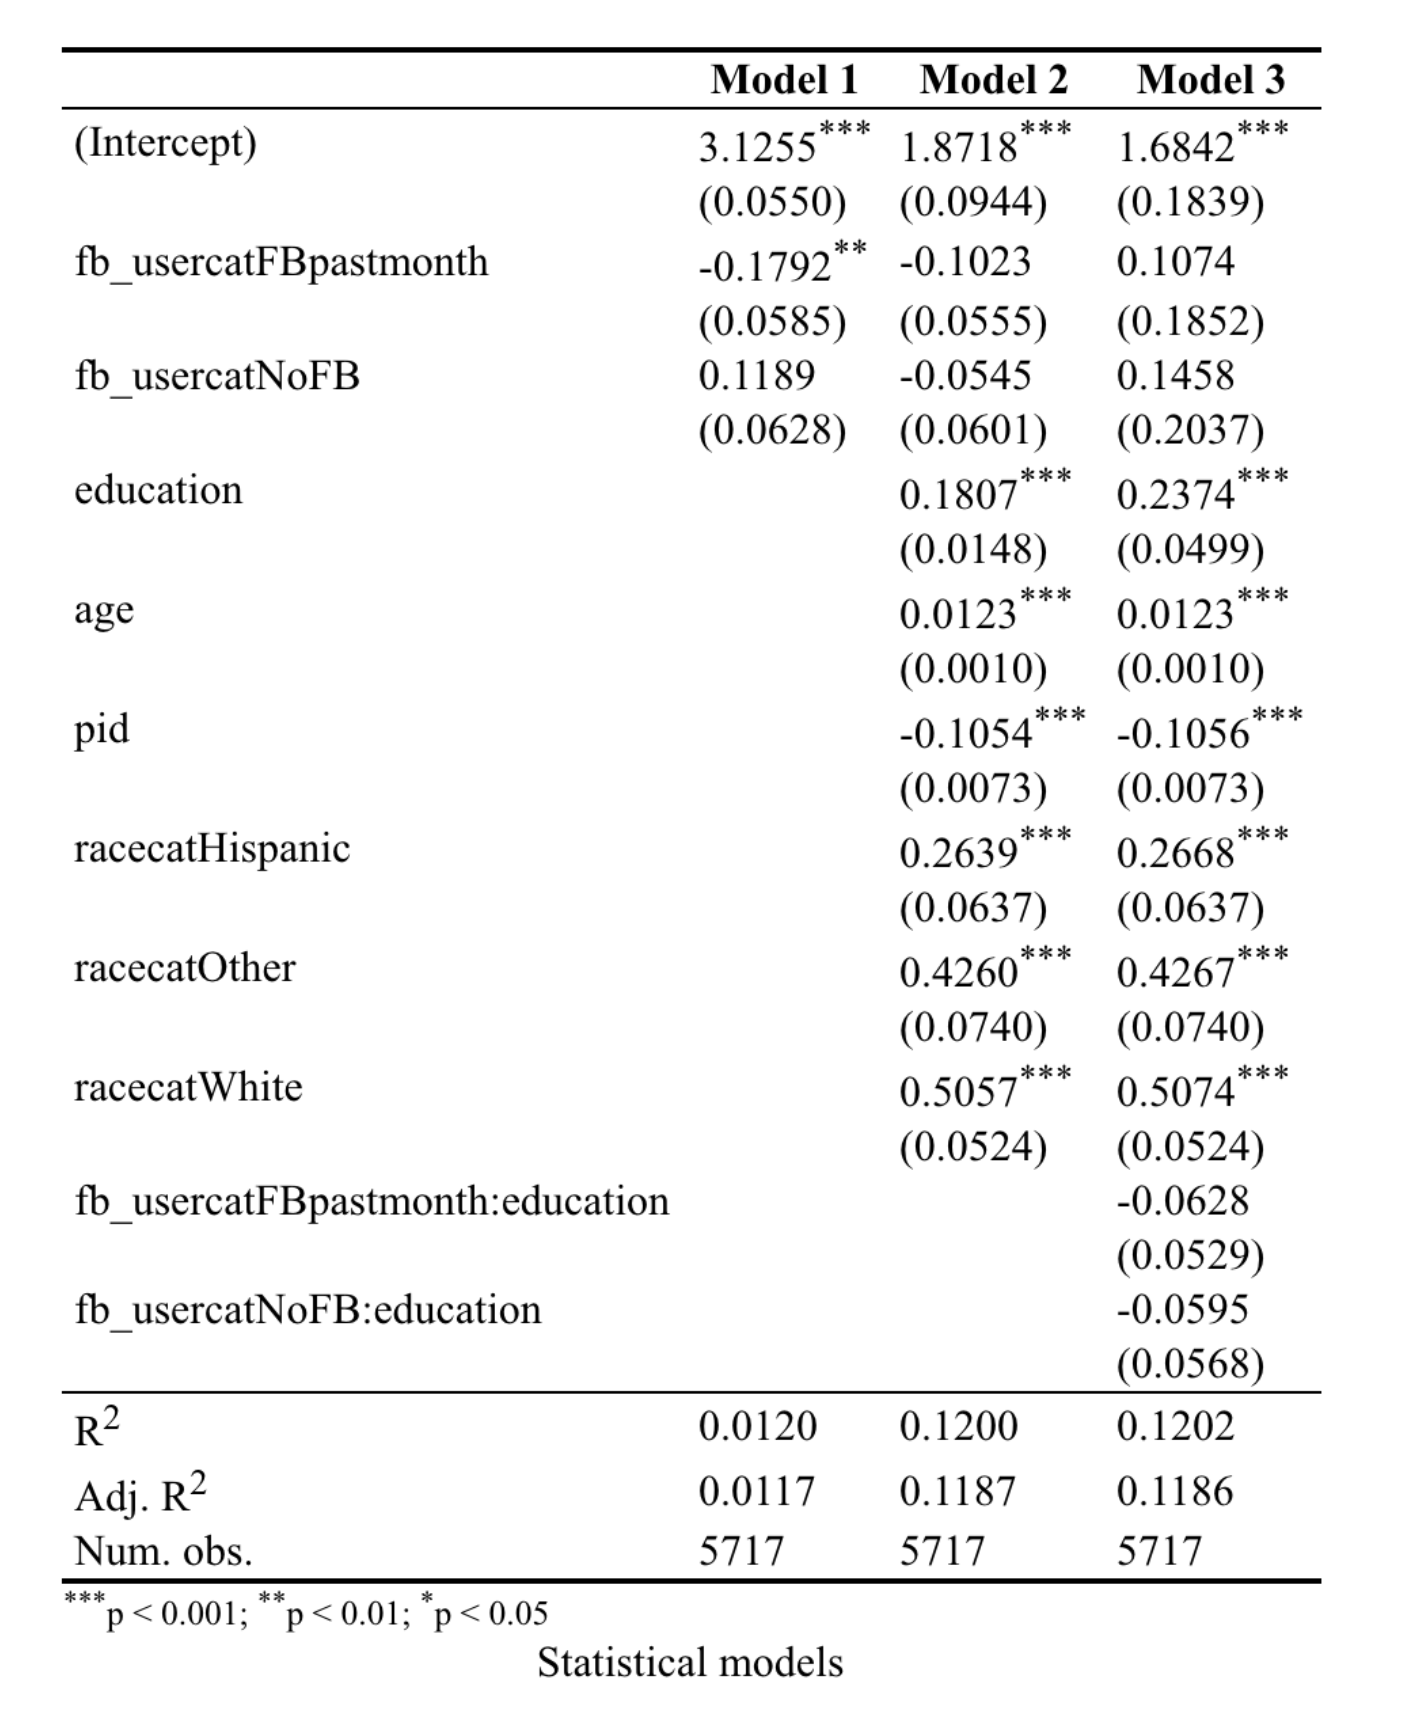 Model 1 Model 2 Model 3
(Intercept) 3.1255*** 1.8718*** 1.6842***
(0.0550) (0.0944) (0.1839)
fb_usercatFBpastmonth -0.1792** -0.1023 0.1074
(0.0585) (0.0555) (0.1852)
fb_usercatNoFB 0.1189 -0.0545 0.1458
(0.0628) (0.0601) (0.2037)
education 0.1807*** 0.2374***
(0.0148) (0.0499)
age 0.0123*** 0.0123***
(0.0010) (0.0010)
pid -0.1054*** -0.1056***
(0.0073) (0.0073)
racecatHispanic 0.2639*** 0.2668***
(0.0637) (0.0637)
racecatOther 0.4260*** 0.4267***
(0.0740) (0.0740)
racecatWhite 0.5057*** 0.5074***
(0.0524) (0.0524)
fb_usercatFBpastmonth:education -0.0628
(0.0529)
fb_usercatNoFB:education -0.0595
(0.0568)
R2 0.0120 0.1200 0.1202
Adj. R2 0.0117 0.1187 0.1186
Num. obs. 5717 5717 5717
***p < 0.001; **p < 0.01; *p < 0.05
Statistical models